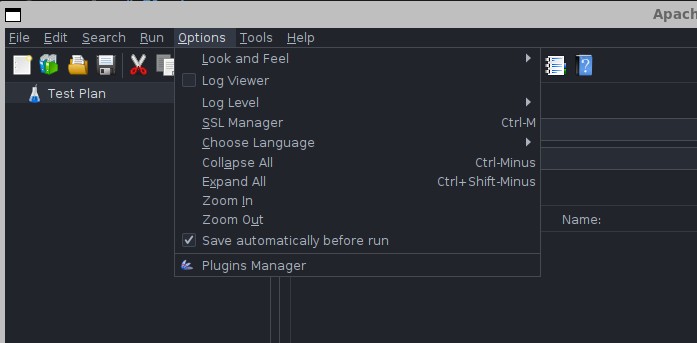 Apach
File Edit Search Run Options Tools Help
Look and Feel
Log Viewer
Test Plan
Log Level
SSL Manager Ctrl-M
Choose Language
Collapse All Ctrl-Minus
Expand All Ctrl+Shift-Minus
Zoom In
Zoom Out
Name:
Save automatically before run
Plugins Manager